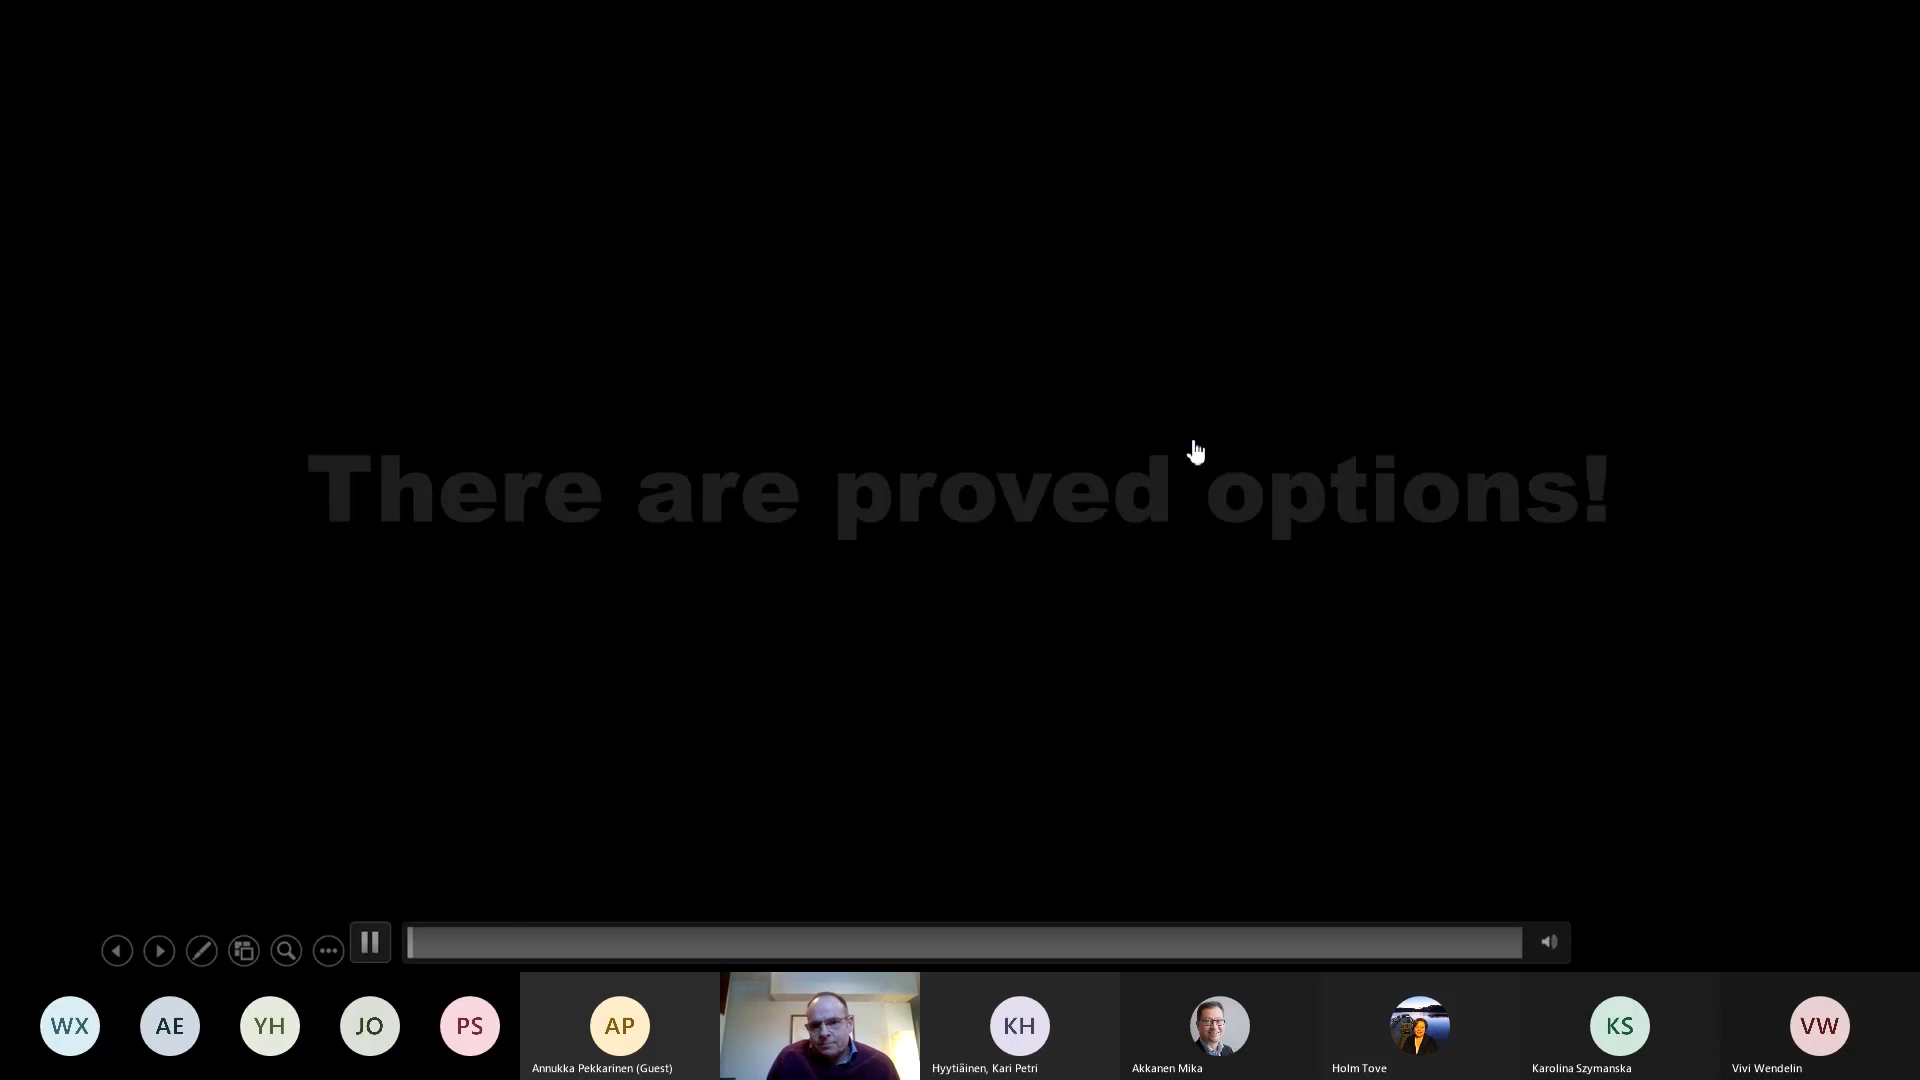 There are proved options!
WX
AE
YH
JO
PS
AP
KH
KS
VW
Annukka Pekkarinen (Guest)
Hyytiäinen, Kari Petri
Akkanen Mika
Holm Tove
Karolina Szymanska
Vivi Wendelin